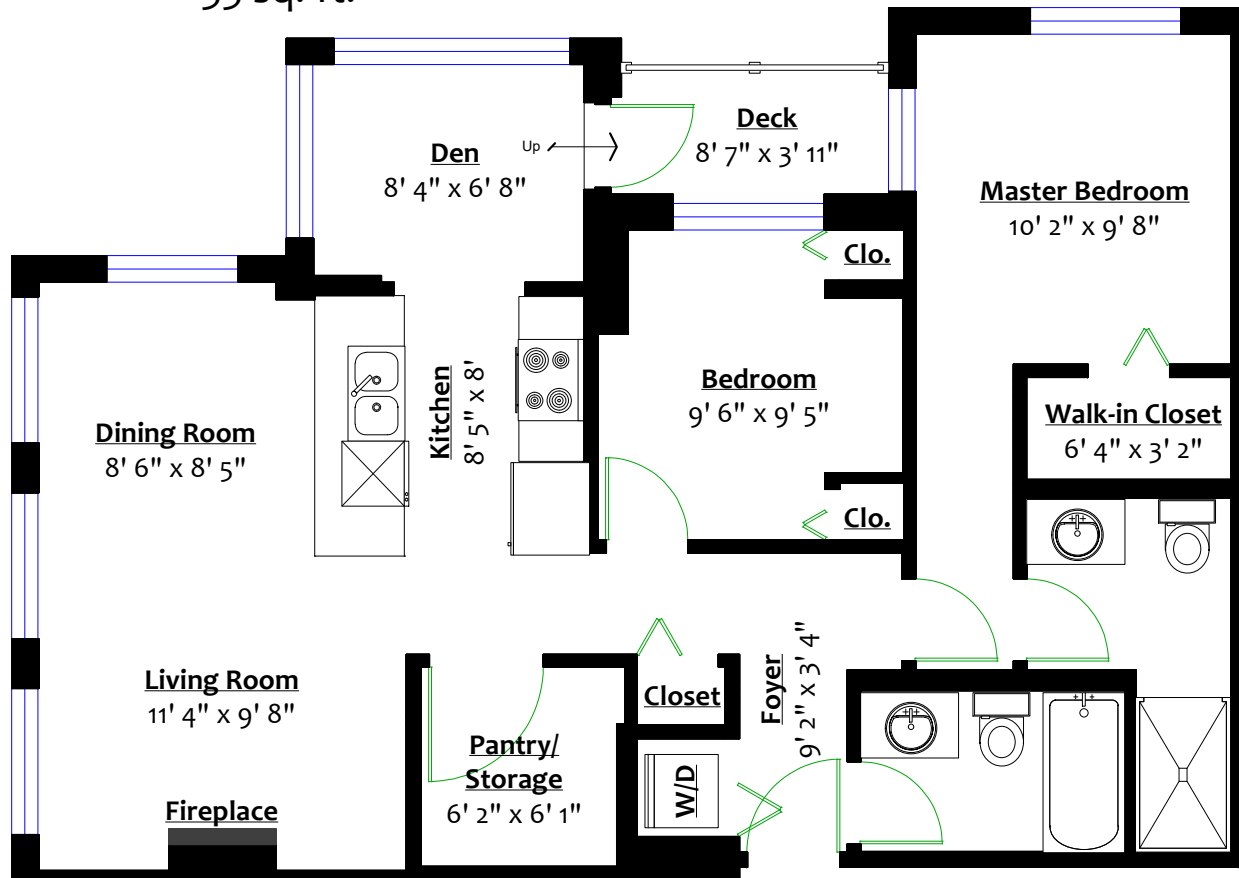 sq. ft.
Den
8' 4" x 6' 8"
Up
Deck
8' 7" x 3' 11"
Master Bedroom
10' 2" x 9' 8"
Clo.
Kitchen
8' 5" x 8'
Bedroom
9' 6" x 9' 5"
Walk-in Closet
6' 4" x 3' 2"
Dining Room
8' 6" x 8' 5"
Clo.
Living Room
11' 4" x 9' 8"
Closet
Foyer
9' 2" x 3' 4"
Pantry/
Storage
6' 2" x 6' 1"
W/D
Fireplace